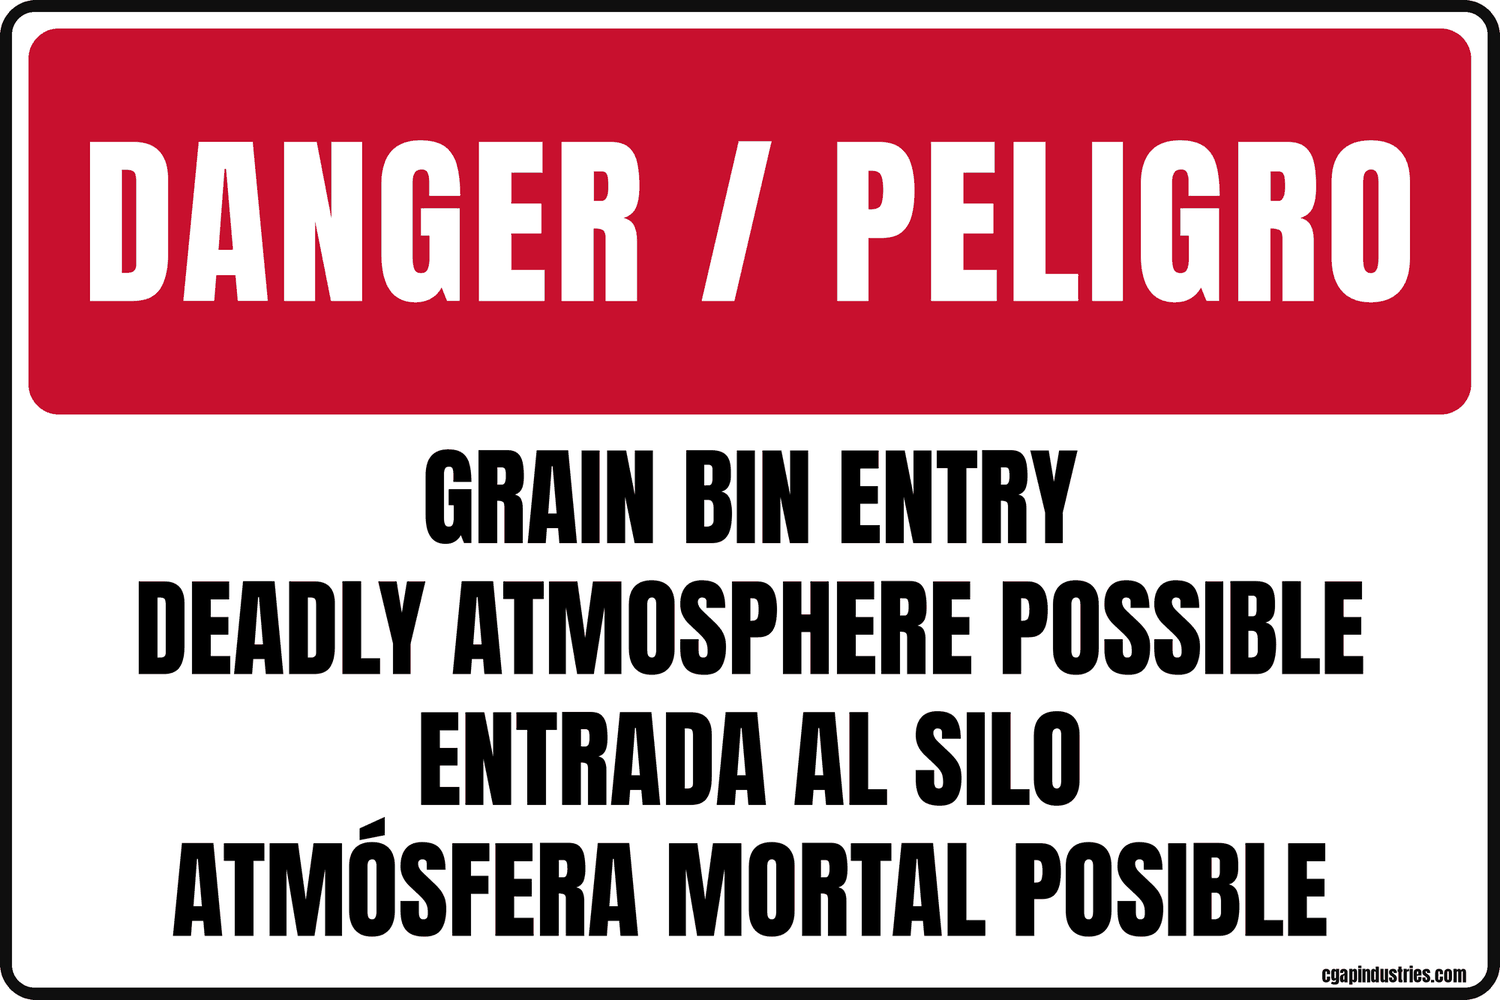 DANGER / PELIGRO
GRAIN BIN ENTRY
DEADLY ATMOSPHERE POSSIBLE
ENTRADA AL SILO
ATMÓSFERA MORTAL POSIBLE
cgapindustries.com